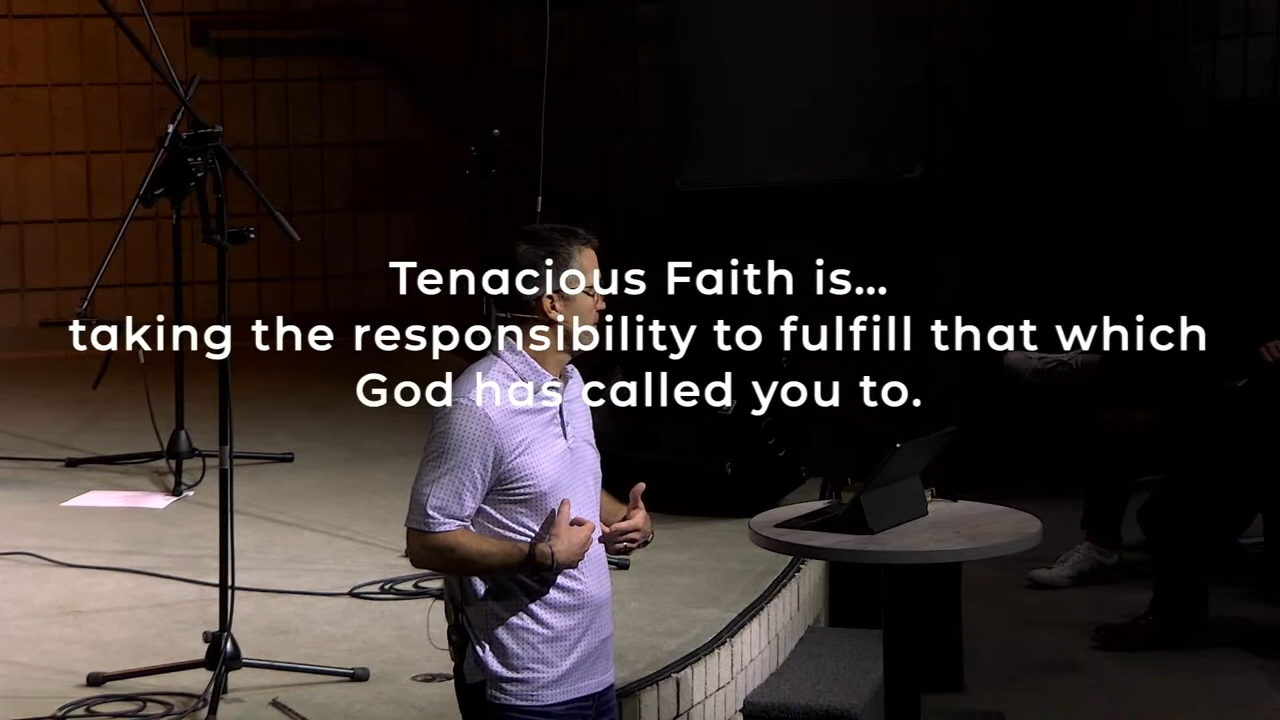 Tenacious Faith is...
taking the responsibility to fulfill that which
God has called you to.